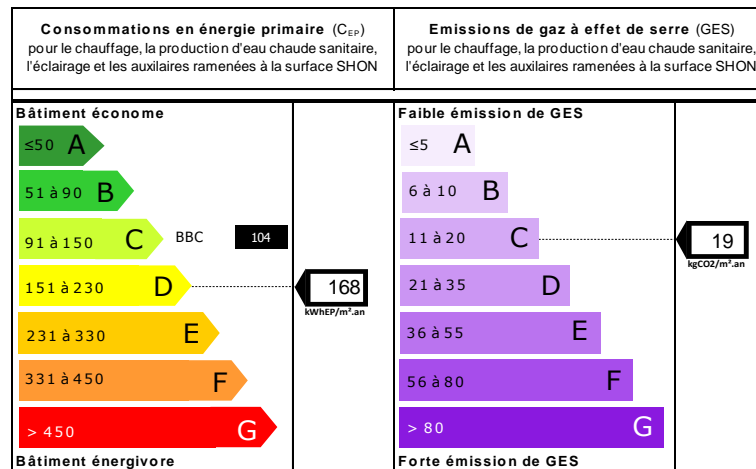 Consommations en énergie primaire (CEP)
pour le chauffage, la production d'eau chaude sanitaire,
l'éclairage et les auxilaires ramenées à la surface SHON
Emissions de gaz à effet de serre (GES)
pour le chauffage, la production d'eau chaude sanitaire,
l'éclairage et les auxilaires ramenées à la surface SHON
Bâtiment économe
≤50 A
51 à 90 B
91 à 150 C BBC 104
151 à 230 D 168
kWhEP/m².an
231 à 330 E
331 à 450 F
> 450 G
Bâtiment énergivore
Faible émission de GES
≤5 A
6 à 10 B
11 à 20 C 19
kgCO2/m².an
21 à 35 D
36 à 55 E
56 à 80 F
> 80 G
Forte émission de GES